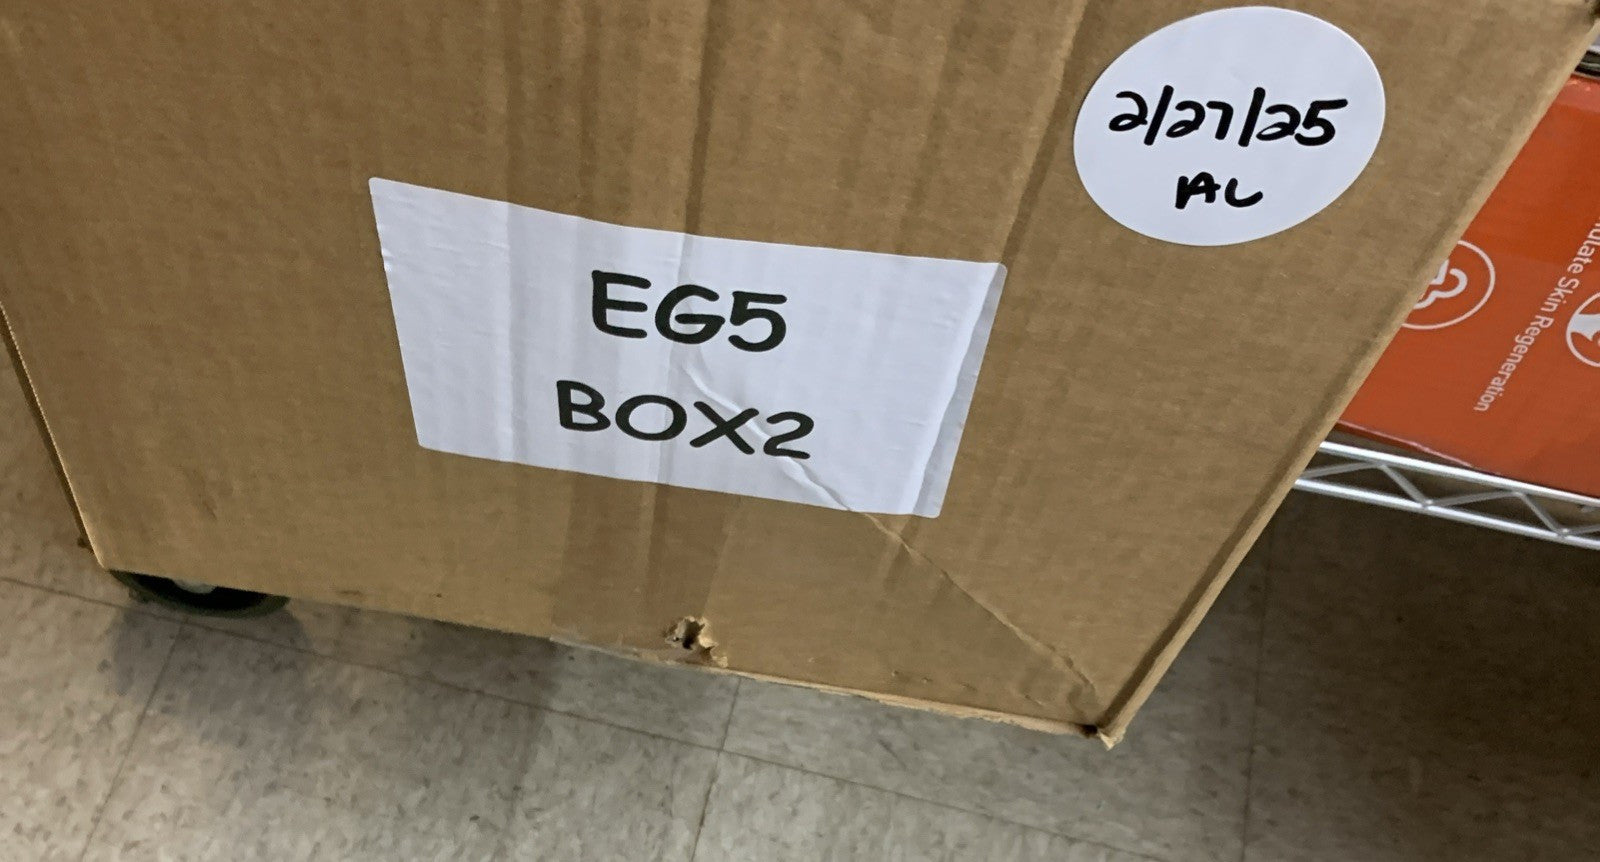 2/27/25
AL
EG5
BOX2
Skin Regeneration